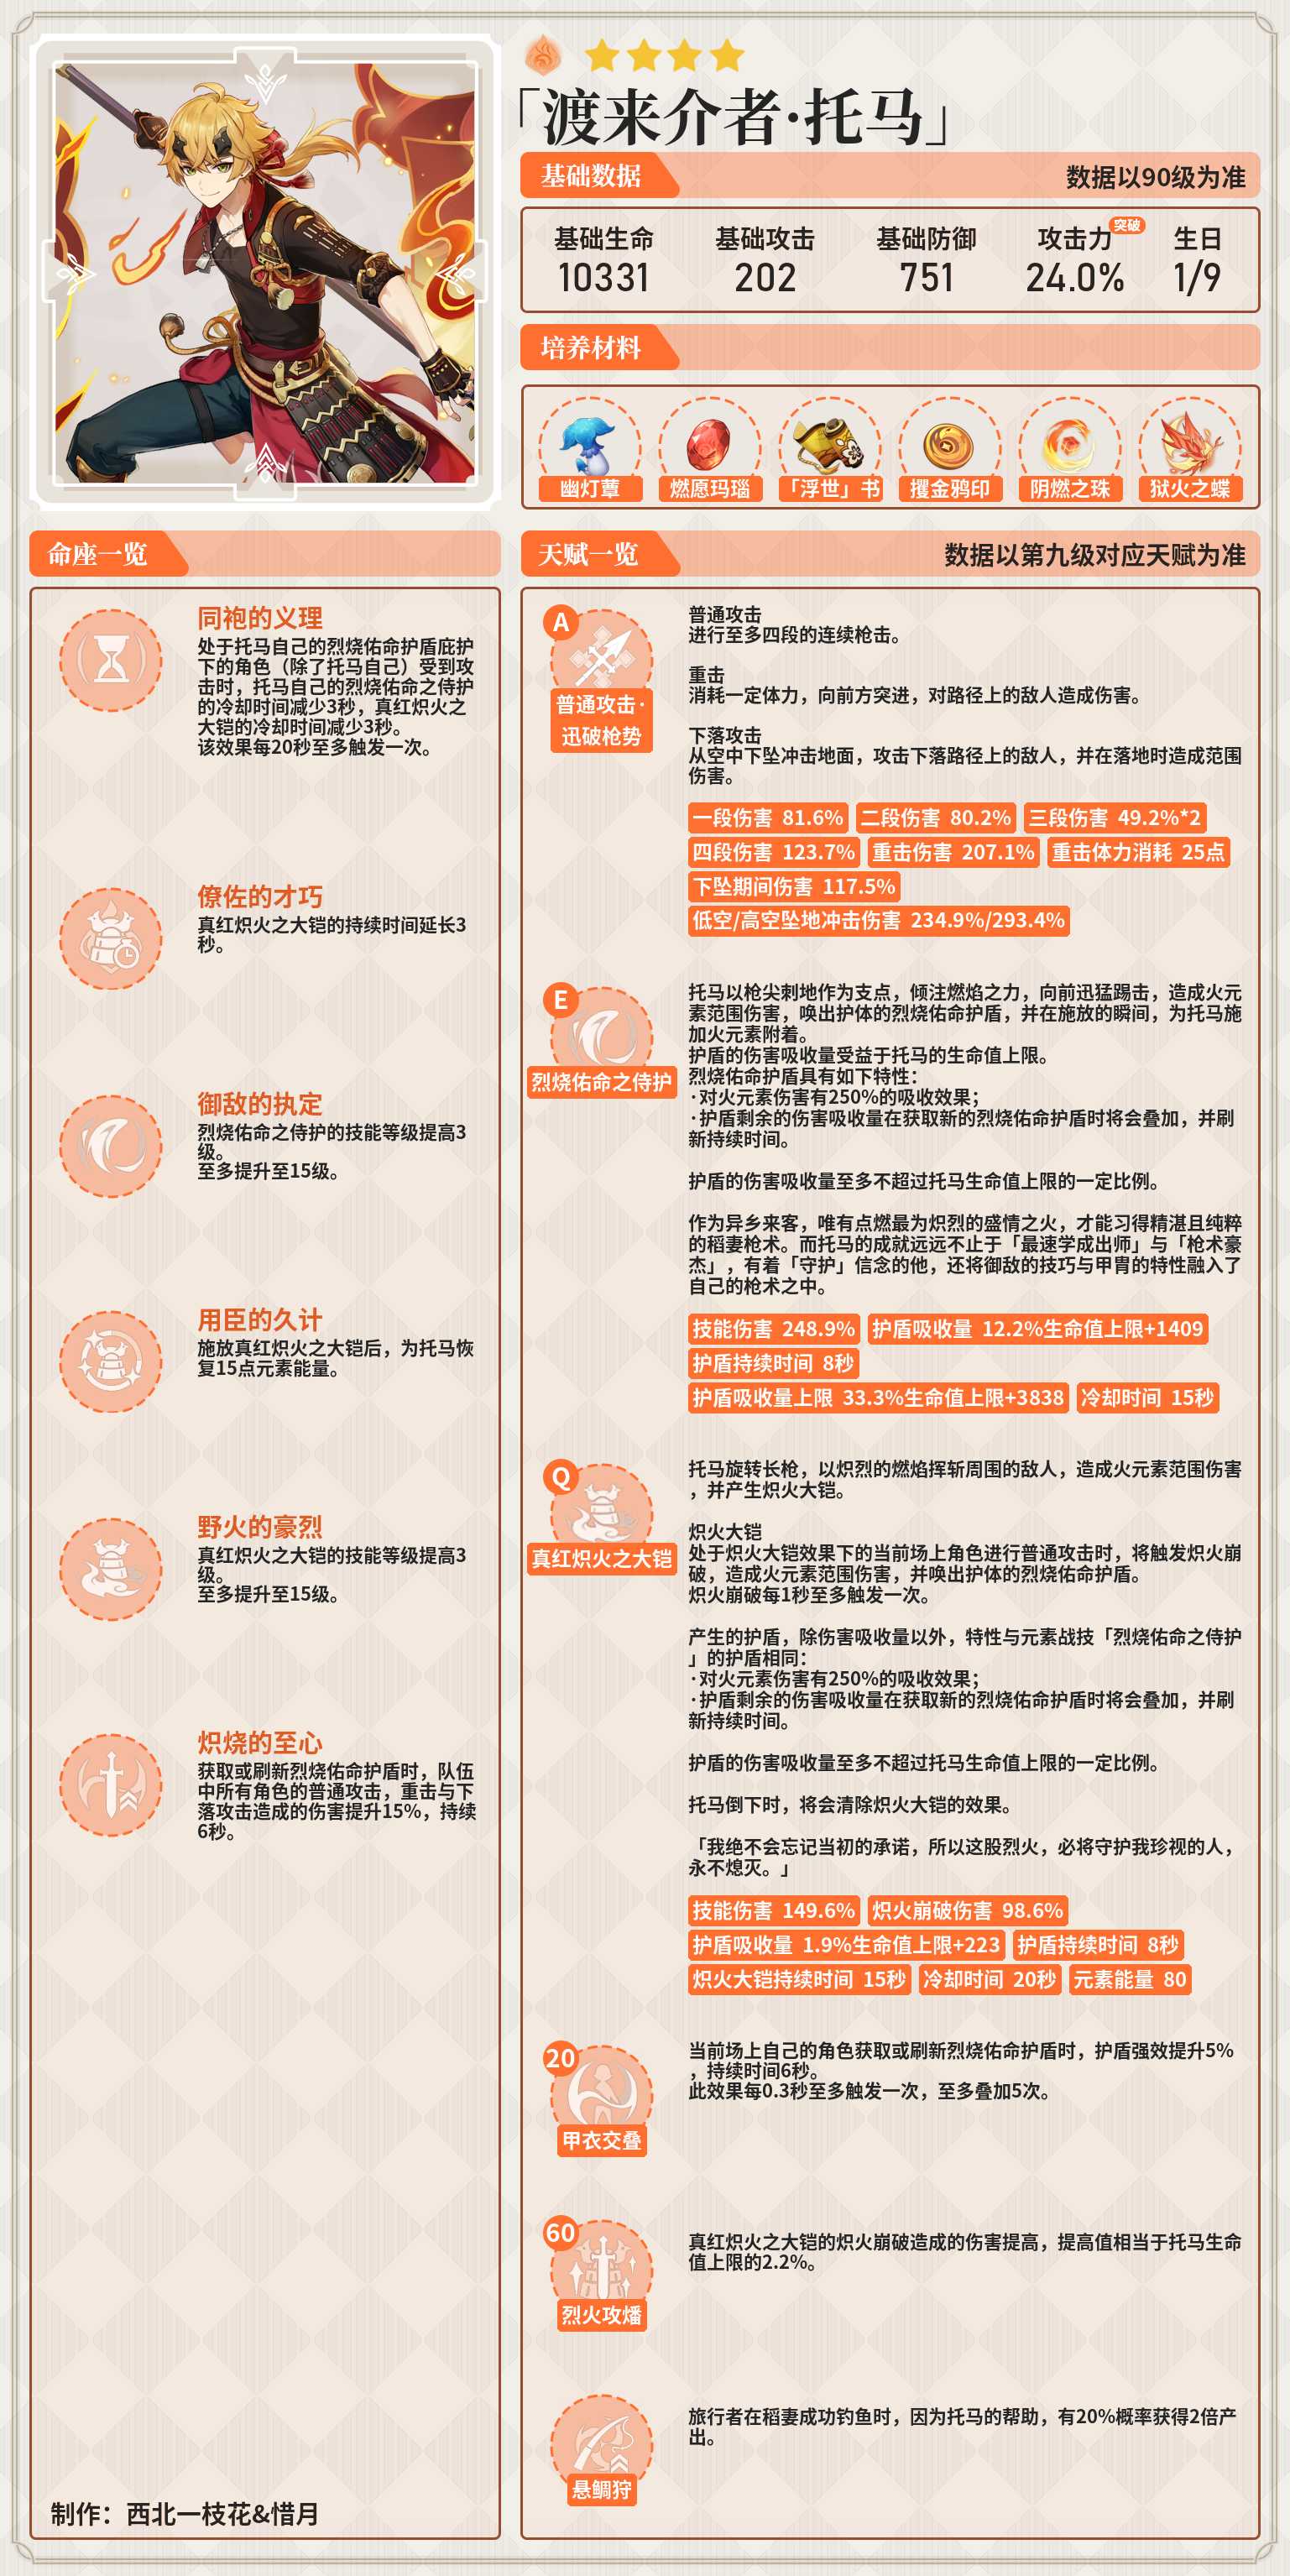 「渡来介者·托马」
基础数据
数据以90级为准
基础生命 基础攻击 基础防御 攻击力 突破 生日
10331 202 751 24.0% 1/9
培养材料
幽灯蕈 燃愿玛瑙 「浮世」书 攫金鸦印 阴燃之珠 狱火之蝶
命座一览
同袍的义理
处于托马自己的烈烧佑命护盾庇护
下的角色（除了托马自己）受到攻
击时，托马自己的烈烧佑命之侍护
的冷却时间减少3秒，真红炽火之
大铠的冷却时间减少3秒。
该效果每20秒至多触发一次。
僚佐的才巧
真红炽火之大铠的持续时间延长3
秒。
御敌的执定
烈烧佑命之侍护的技能等级提高3
级。
至多提升至15级。
用臣的久计
施放真红炽火之大铠后，为托马恢
复15点元素能量。
野火的豪烈
真红炽火之大铠的技能等级提高3
级。
至多提升至15级。
炽烧的至心
获取或刷新烈烧佑命护盾时，队伍
中所有角色的普通攻击，重击与下
落攻击造成的伤害提升15%，持续
6秒。
制作：西北一枝花&惜月
天赋一览
数据以第九级对应天赋为准
A
普通攻击·
迅破枪势
普通攻击
进行至多四段的连续枪击。
重击
消耗一定体力，向前方突进，对路径上的敌人造成伤害。
下落攻击
从空中下坠冲击地面，攻击下落路径上的敌人，并在落地时造成范围
伤害。
一段伤害 81.6% 二段伤害 80.2% 三段伤害 49.2%*2
四段伤害 123.7% 重击伤害 207.1% 重击体力消耗 25点
下坠期间伤害 117.5%
低空/高空坠地冲击伤害 234.9%/293.4%
E
烈烧佑命之侍护
托马以枪尖刺地作为支点，倾注燃焰之力，向前迅猛踢击，造成火元
素范围伤害，唤出护体的烈烧佑命护盾，并在施放的瞬间，为托马施
加火元素附着。
护盾的伤害吸收量受益于托马的生命值上限。
烈烧佑命护盾具有如下特性：
·对火元素伤害有250%的吸收效果；
·护盾剩余的伤害吸收量在获取新的烈烧佑命护盾时将会叠加，并刷
新持续时间。
护盾的伤害吸收量至多不超过托马生命值上限的一定比例。
作为异乡来客，唯有点燃最为炽烈的盛情之火，才能习得精湛且纯粹
的稻妻枪术。而托马的成就远远不止于「最速学成出师」与「枪术豪
杰」，有着「守护」信念的他，还将御敌的技巧与甲胄的特性融入了
自己的枪术之中。
技能伤害 248.9% 护盾吸收量 12.2%生命值上限+1409
护盾持续时间 8秒
护盾吸收量上限 33.3%生命值上限+3838 冷却时间 15秒
Q
真红炽火之大铠
托马旋转长枪，以炽烈的燃焰挥斩周围的敌人，造成火元素范围伤害
，并产生炽火大铠。
炽火大铠
处于炽火大铠效果下的当前场上角色进行普通攻击时，将触发炽火崩
破，造成火元素范围伤害，并唤出护体的烈烧佑命护盾。
炽火崩破每1秒至多触发一次。
产生的护盾，除伤害吸收量以外，特性与元素战技「烈烧佑命之侍护
」的护盾相同：
·对火元素伤害有250%的吸收效果；
·护盾剩余的伤害吸收量在获取新的烈烧佑命护盾时将会叠加，并刷
新持续时间。
护盾的伤害吸收量至多不超过托马生命值上限的一定比例。
托马倒下时，将会清除炽火大铠的效果。
「我绝不会忘记当初的承诺，所以这股烈火，必将守护我珍视的人，
永不熄灭。」
技能伤害 149.6% 炽火崩破伤害 98.6%
护盾吸收量 1.9%生命值上限+223 护盾持续时间 8秒
炽火大铠持续时间 15秒 冷却时间 20秒 元素能量 80
20
甲衣交叠
当前场上自己的角色获取或刷新烈烧佑命护盾时，护盾强效提升5%
，持续时间6秒。
此效果每0.3秒至多触发一次，至多叠加5次。
60
烈火攻燔
真红炽火之大铠的炽火崩破造成的伤害提高，提高值相当于托马生命
值上限的2.2%。
悬鲷狩
旅行者在稻妻成功钓鱼时，因为托马的帮助，有20%概率获得2倍产
出。